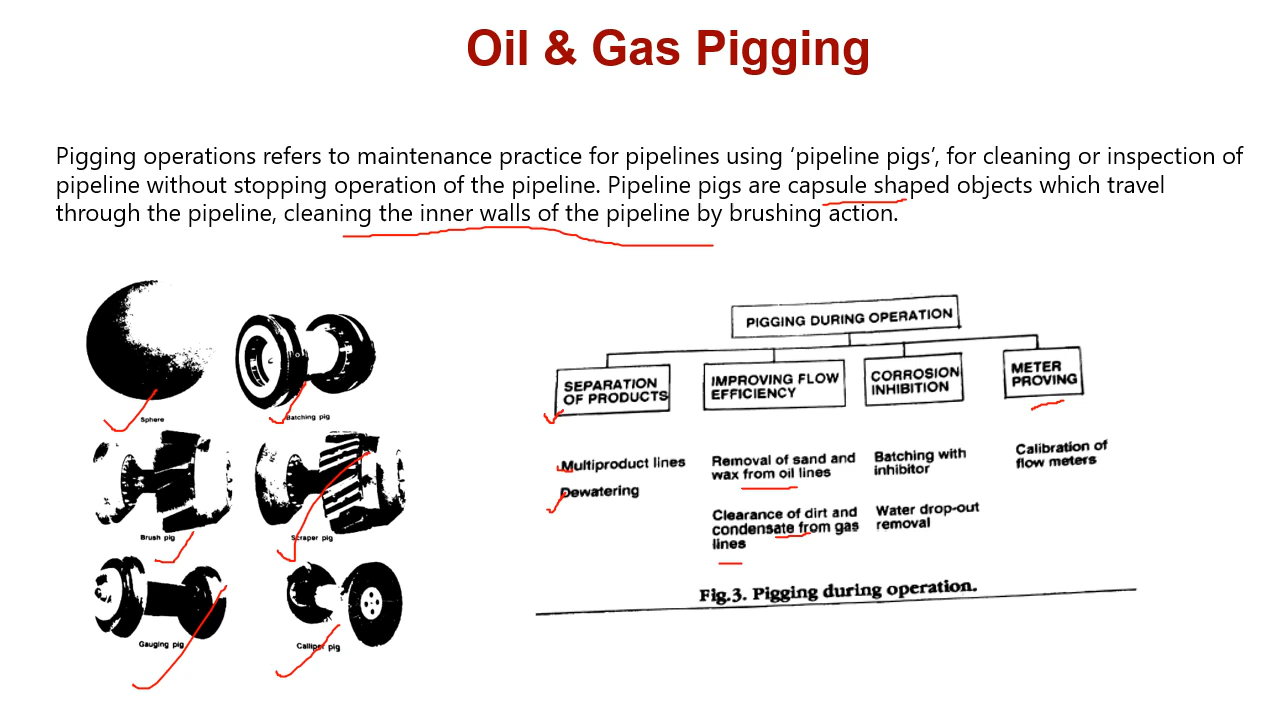 Oil & Gas Pigging
Pigging operations refers to maintenance practice for pipelines using ‘pipeline pigs’, for cleaning or inspection of
pipeline without stopping operation of the pipeline. Pipeline pigs are capsule shaped objects which travel
through the pipeline, cleaning the inner walls of the pipeline by brushing action.
Sphere
Batching pig
Brush pig
Scraper pig
Gauging pig
Calliper pig
PIGGING DURING OPERATION
SEPARATION
OF PRODUCTS
IMPROVING FLOW
EFFICIENCY
CORROSION
INHIBITION
METER
PROVING
Multiproduct lines
Dewatering
Removal of sand and
wax from oil lines
Clearance of dirt and
condensate from gas
lines
Batching with
inhibitor
Water drop-out
removal
Calibration of
flow meters
Fig.3. Pigging during operation.